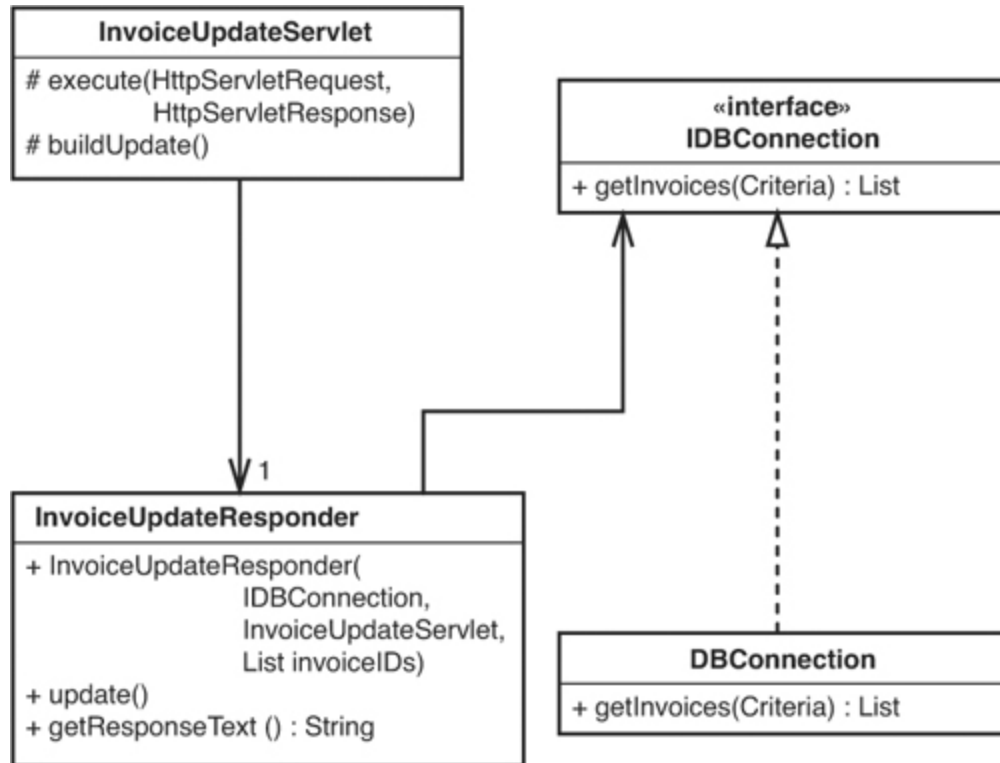 InvoiceUpdateServlet
# execute(HttpServletRequest,
HttpServletResponse)
# buildUpdate()
«interface»
IDBConnection
+ getInvoices(Criteria) : List
1
InvoiceUpdateResponder
+ InvoiceUpdateResponder(
IDBConnection,
InvoiceUpdateServlet,
List invoiceIDs)
+ update()
+ getResponseText () : String
DBConnection
+ getInvoices(Criteria) : List